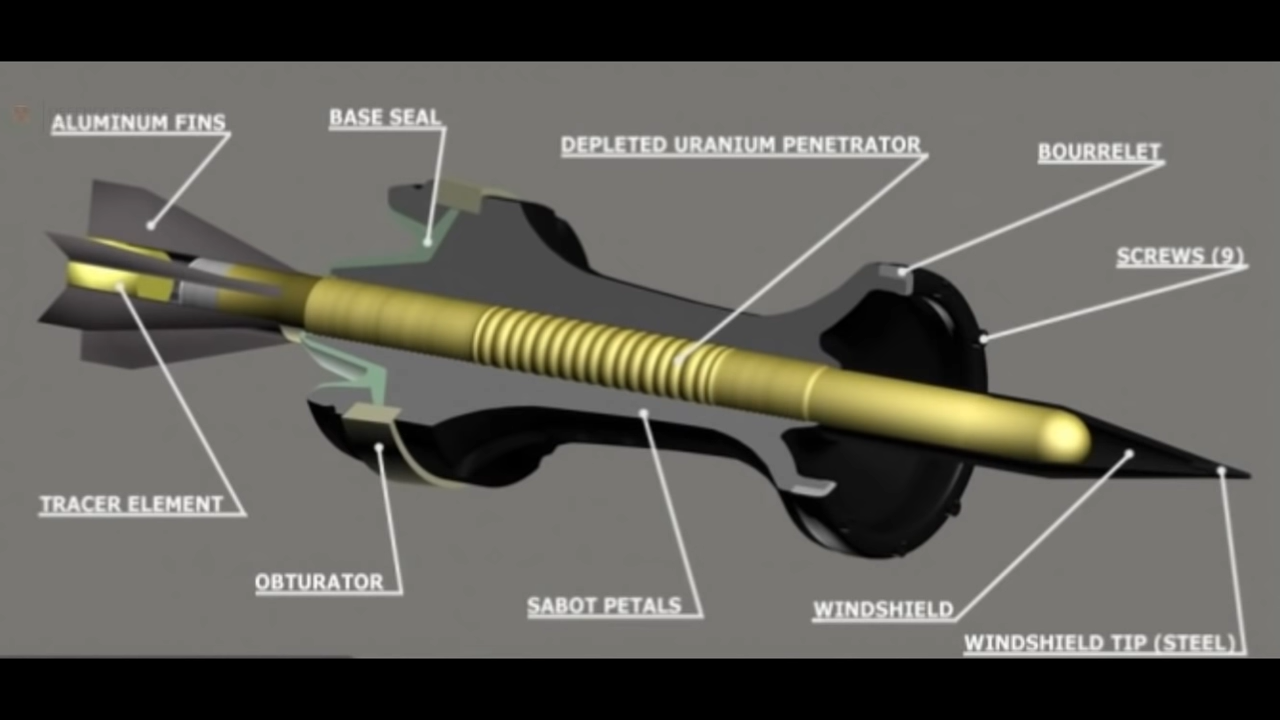 ALUMINUM FINS
BASE SEAL
DEPLETED URANIUM PENETRATOR
BOURRELET
SCREWS (9)
TRACER ELEMENT
OBTURATOR
SABOT PETALS
WINDSHIELD
WINDSHIELD TIP (STEEL)